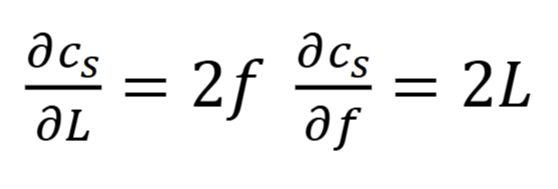 ∂c_S/∂L = 2f  ∂c_S/∂f = 2L